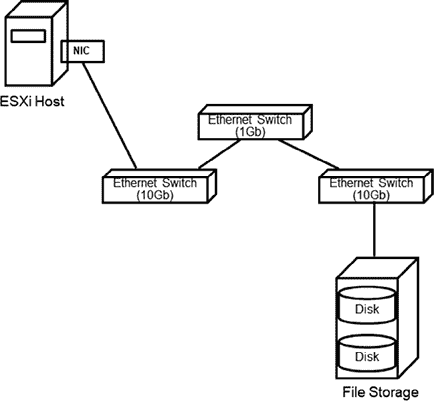 NIC
ESXi Host
Ethernet Switch
(1Gb)
Ethernet Switch
(10Gb)
Ethernet Switch
(10Gb)
Disk
Disk
File Storage